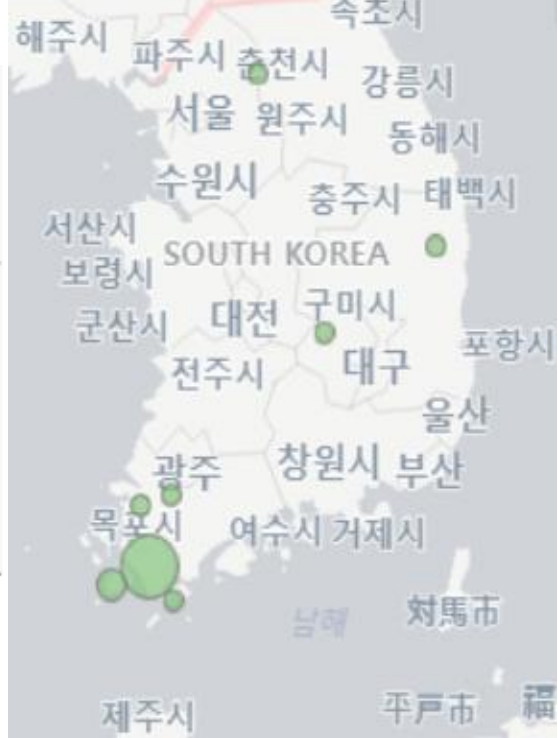 속초시
해주시
파주시 춘천시
강릉시
서울 원주시
동해시
수원시
충주시 태백시
서산시
SOUTH KOREA
보령시
대전 구미시
군산시
포항시
전주시 대구
울산
광주 창원시 부산
목포시 여수시 거제시
남해
対馬市
제주시 平戸市 福